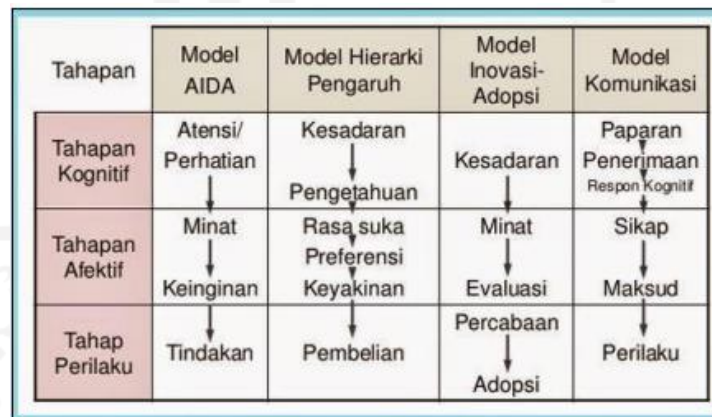 Tahapan
Model
AIDA
Model Hierarki
Pengaruh
Model
Inovasi-
Adopsi
Model
Komunikasi
Tahapan
Kognitif
Atensi/
Perhatian
Kesadaran
Pengetahuan
Kesadaran
Paparan
Penerimaan
Respon Kognitif
Tahapan
Afektif
Minat
Keinginan
Rasa suka
Preferensi
Keyakinan
Minat
Evaluasi
Sikap
Maksud
Tahap
Perilaku
Tindakan
Pembelian
Percabaan
Adopsi
Perilaku